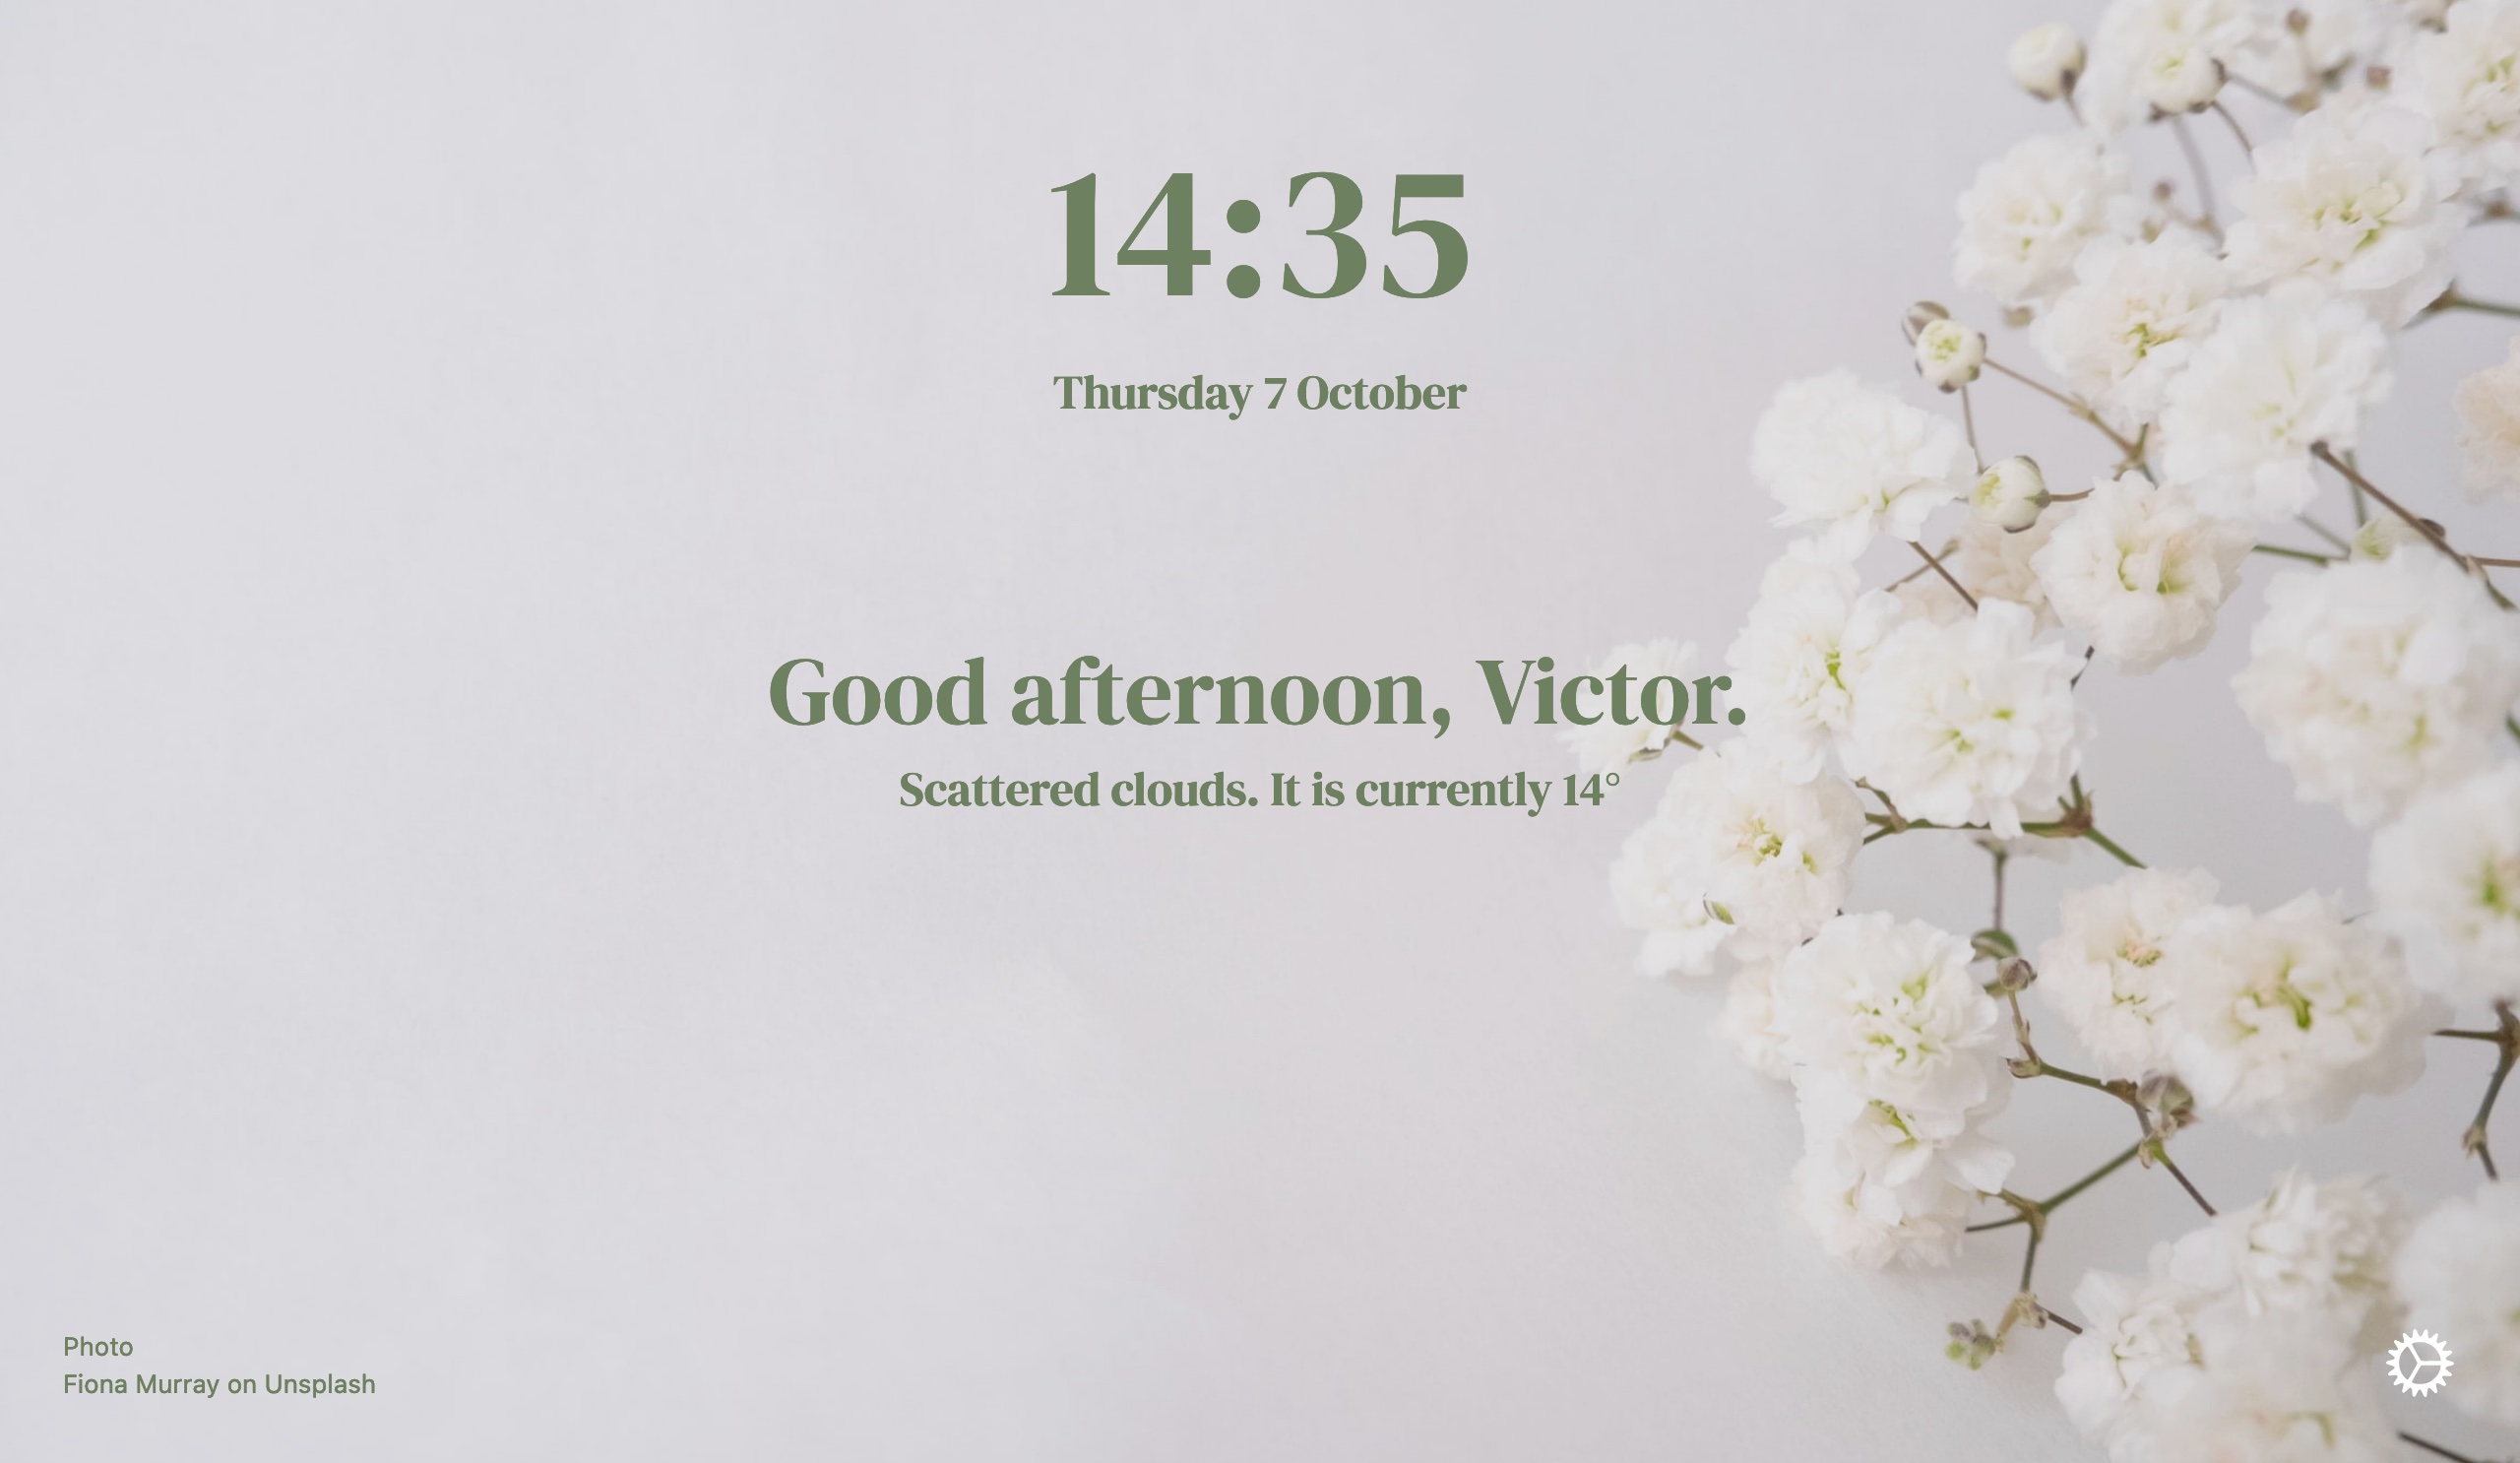 14:35
Thursday 7 October
Good afternoon, Victor.
Scattered clouds. It is currently 14°
Photo
Fiona Murray on Unsplash